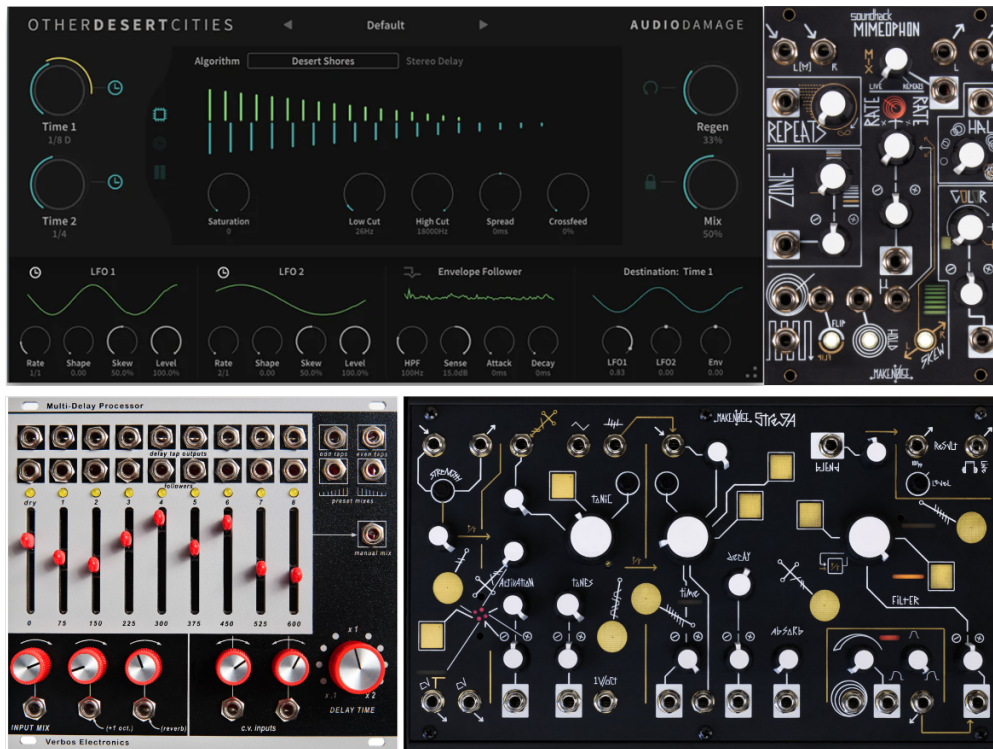 OTHERDESERTCITIES
Default
AUDIODAMAGE
Algorithm
Desert Shores
Stereo Delay
Time 1
1/8 D
Time 2
1/4
Regen
33%
Mix
50%
Saturation
0
Low Cut
26Hz
High Cut
18000Hz
Spread
0ms
Crossfeed
0%
LFO 1
Rate
1/1
Shape
0.00
Skew
50.0%
Level
100.0%
LFO 2
Rate
2/1
Shape
0.00
Skew
50.0%
Level
100.0%
Envelope Follower
HPF
100Hz
Sense
15.0dB
Attack
0ms
Decay
0ms
Destination: Time 1
LFO1
0.83
LFO2
0.00
Env
0.00
soundhack
MIMEOPHON
L[M]
R
MIX
L
LIVE
REPEATS
RATE
RATE
ZONE
COLOR
µ
FLIP
HOLD
L
R
SKEW
MAKENOISE
Multi-Delay Processor
delay tap outputs
followers
odd taps
even taps
preset mixes
manual mix
dry 1 2 3 4 5 6 7 8
0 75 150 225 300 375 450 525 600
INPUT MIX
(+1 oct.)
(reverb)
c.v. inputs
x 1
x .1
x 2
DELAY TIME
Verbos Electronics
MAKENOISE
STREGA
STRENGTH
TONIC
BLEND
LEVEL
ACTIVATION
TONES
TIME
DECAY
ABSORB
FILTER
1V/OCT